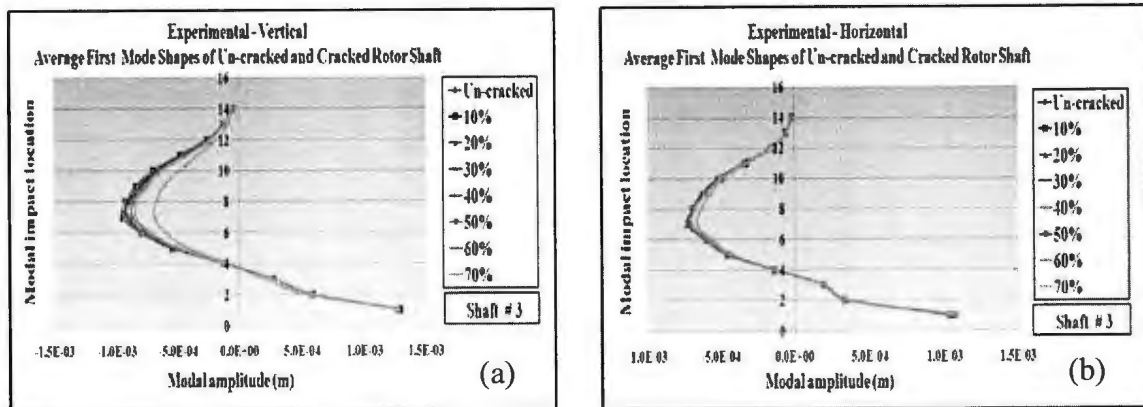 Experimental - Vertical
Average First Mode Shapes of Un-cracked and Cracked Rotor Shaft
Modal impact location
16
14
12
10
8
6
4
2
0
-1.5E-03 -1.0E-03 -5.0E-04 0.0E+00 5.0E-04 1.0E-03 1.5E-03
Modal amplitude (m)
Un-cracked
10%
20%
30%
40%
50%
60%
70%
Shaft # 3
(a)
Experimental - Horizontal
Average First Mode Shapes of Un-cracked and Cracked Rotor Shaft
Modal impact location
16
14
12
10
8
6
4
2
0
1.0E 03 5.0E 04 0.0E+00 5.0E 04 1.0E 03 1.5E 03
Modal amplitude (m)
Un-cracked
10%
20%
30%
40%
50%
60%
70%
Shaft # 3
(b)